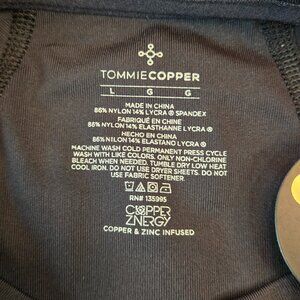 TOMMIECOPPER
L G G
MADE IN CHINA
86% NYLON 14% LYCRA® SPANDEX
FABRIQUÉ EN CHINE
86% NYLON 14% ELASTHANNE LYCRA®
HECHO EN CHINA
86% NILON 14% ELASTANO LYCRA®
MACHINE WASH COLD PERMANENT PRESS CYCLE
WASH WITH LIKE COLORS. ONLY NON-CHLORINE
BLEACH WHEN NEEDED. TUMBLE DRY LOW HEAT
COOL IRON. DO NOT USE DRYER SHEETS. DO NOT
USE FABRIC SOFTENER.
RN# 135995
COPPER
ZNERGY
COPPER & ZINC INFUSED